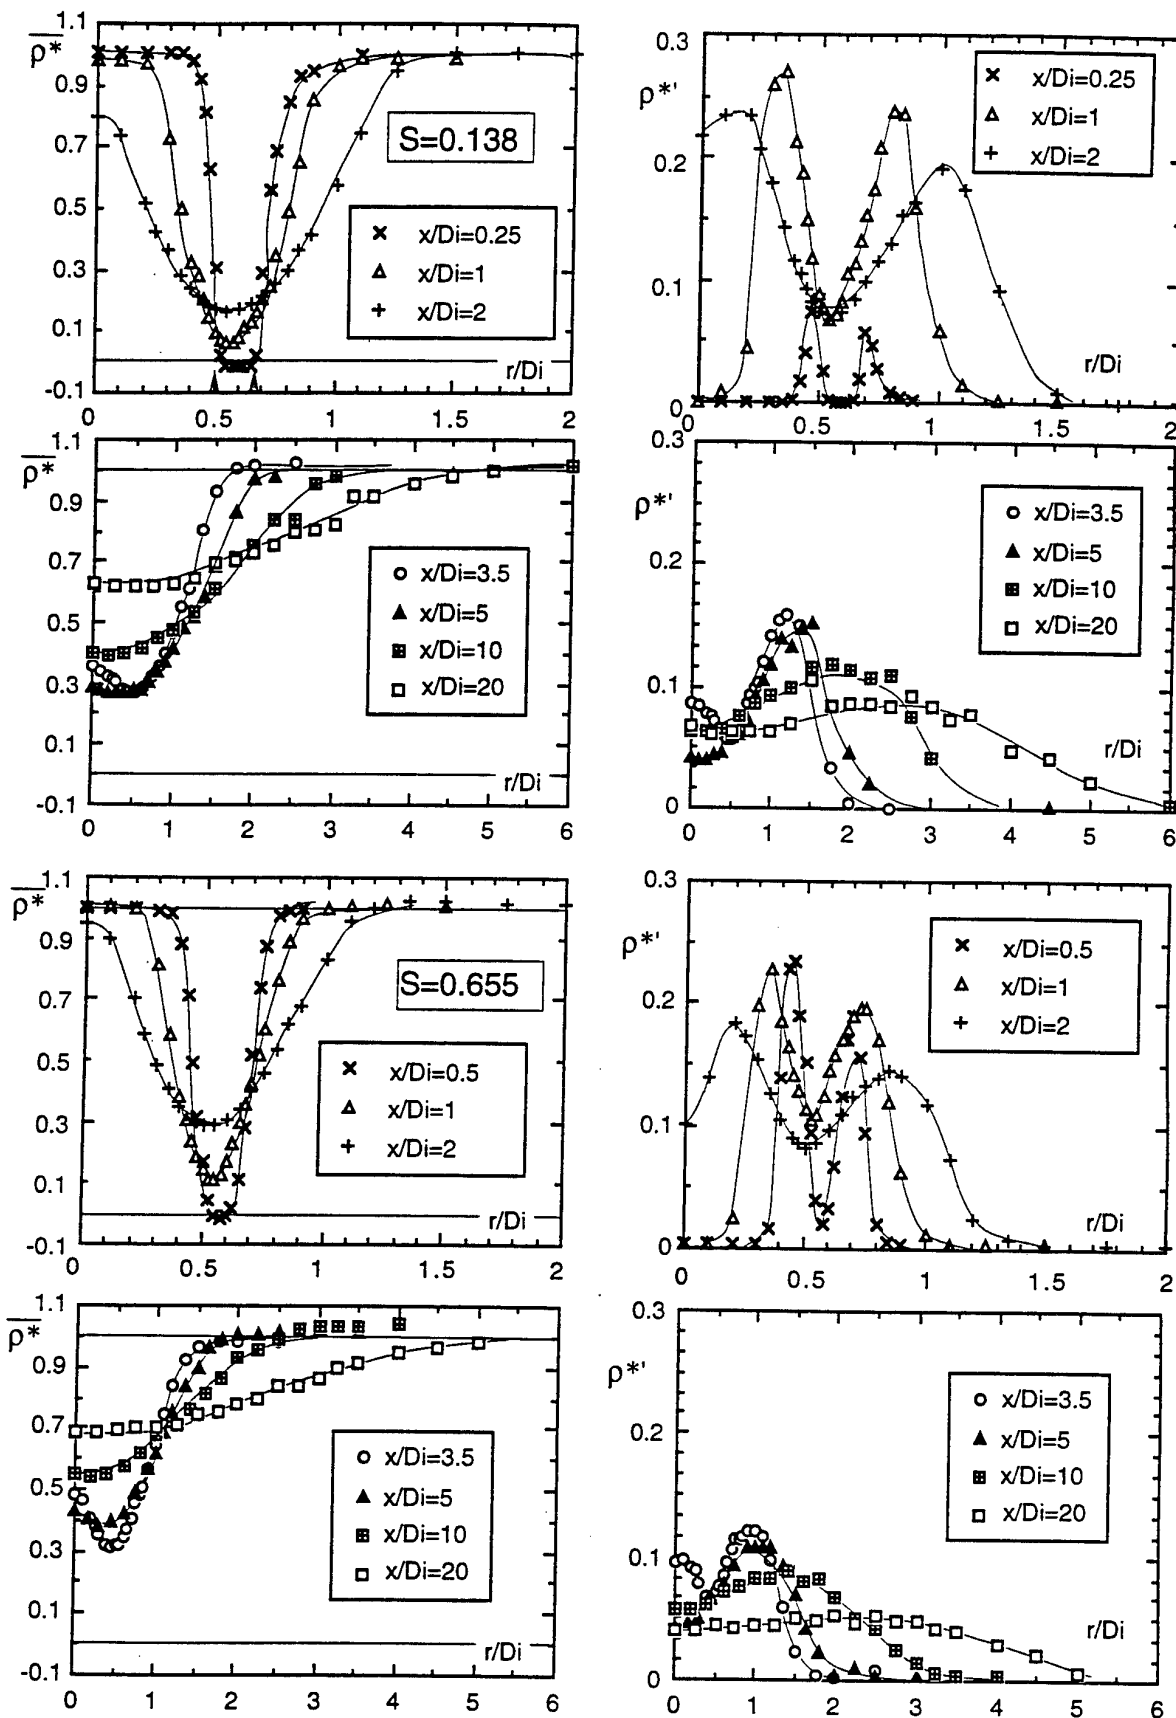 1.1
ρ*
0.9
0.7
0.5
0.3
0.1
-0.1
S=0.138
x/Di=0.25
x/Di=1
x/Di=2
r/Di
0 0.5 1 1.5 2
0.3
ρ*'
0.2
0.1
0
x/Di=0.25
x/Di=1
x/Di=2
r/Di
0 0.5 1 1.5 2
1.1
ρ*
0.9
0.7
0.5
0.3
0.1
-0.1
x/Di=3.5
x/Di=5
x/Di=10
x/Di=20
r/Di
0 1 2 3 4 5 6
0.3
ρ*'
0.2
0.1
0
x/Di=3.5
x/Di=5
x/Di=10
x/Di=20
r/Di
0 1 2 3 4 5 6
1.1
ρ*
0.9
0.7
0.5
0.3
0.1
-0.1
S=0.655
x/Di=0.5
x/Di=1
x/Di=2
r/Di
0 0.5 1 1.5 2
0.3
ρ*'
0.2
0.1
0
x/Di=0.5
x/Di=1
x/Di=2
r/Di
0 0.5 1 1.5 2
1.1
ρ*
0.9
0.7
0.5
0.3
0.1
-0.1
x/Di=3.5
x/Di=5
x/Di=10
x/Di=20
r/Di
0 1 2 3 4 5 6
0.3
ρ*'
0.2
0.1
0
x/Di=3.5
x/Di=5
x/Di=10
x/Di=20
r/Di
0 1 2 3 4 5 6